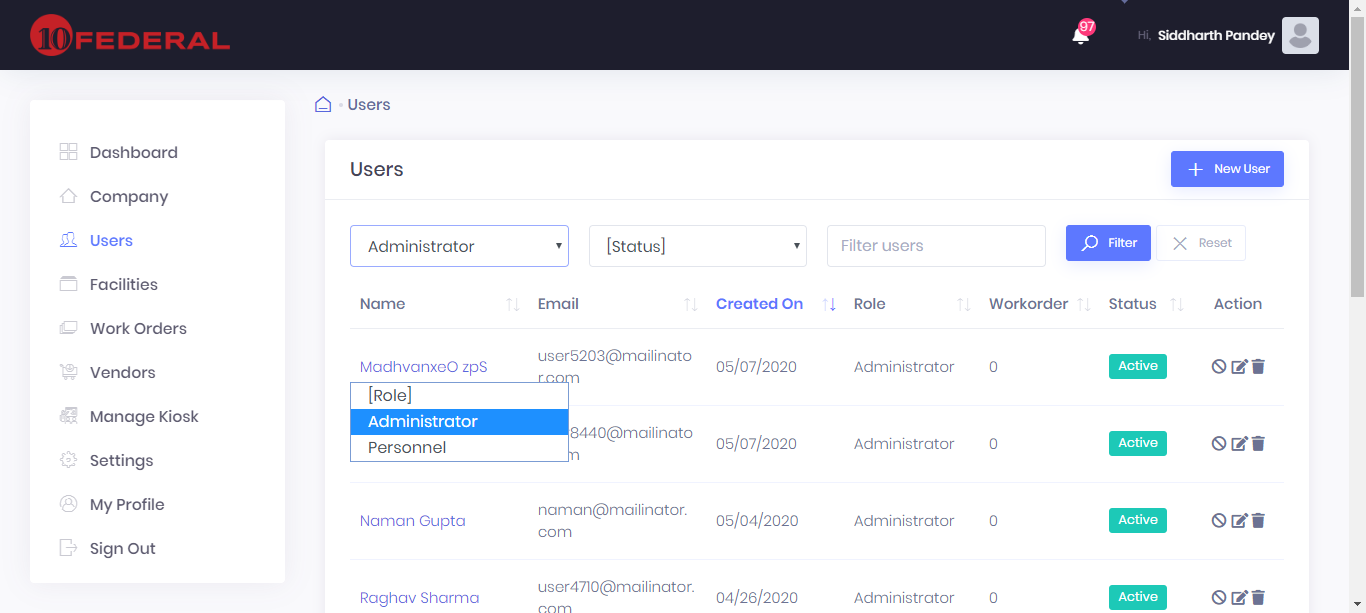 10 FEDERAL
97
Hi, Siddharth Pandey
Dashboard
Company
Users
Facilities
Work Orders
Vendors
Manage Kiosk
Settings
My Profile
Sign Out
Users
Users
New User
Administrator
[Status]
Filter users
Filter
Reset
Name Email Created On Role Workorder Status Action
MadhvanxeO zpS user5203@mailinato 05/07/2020 Administrator 0 Active
r.com
[Role]
Administrator
Personnel
8440@mailinato 05/07/2020 Administrator 0 Active
m
Naman Gupta naman@mailinator. 05/04/2020 Administrator 0 Active
com
Raghav Sharma user4710@mailinator. 04/26/2020 Administrator 0 Active
com